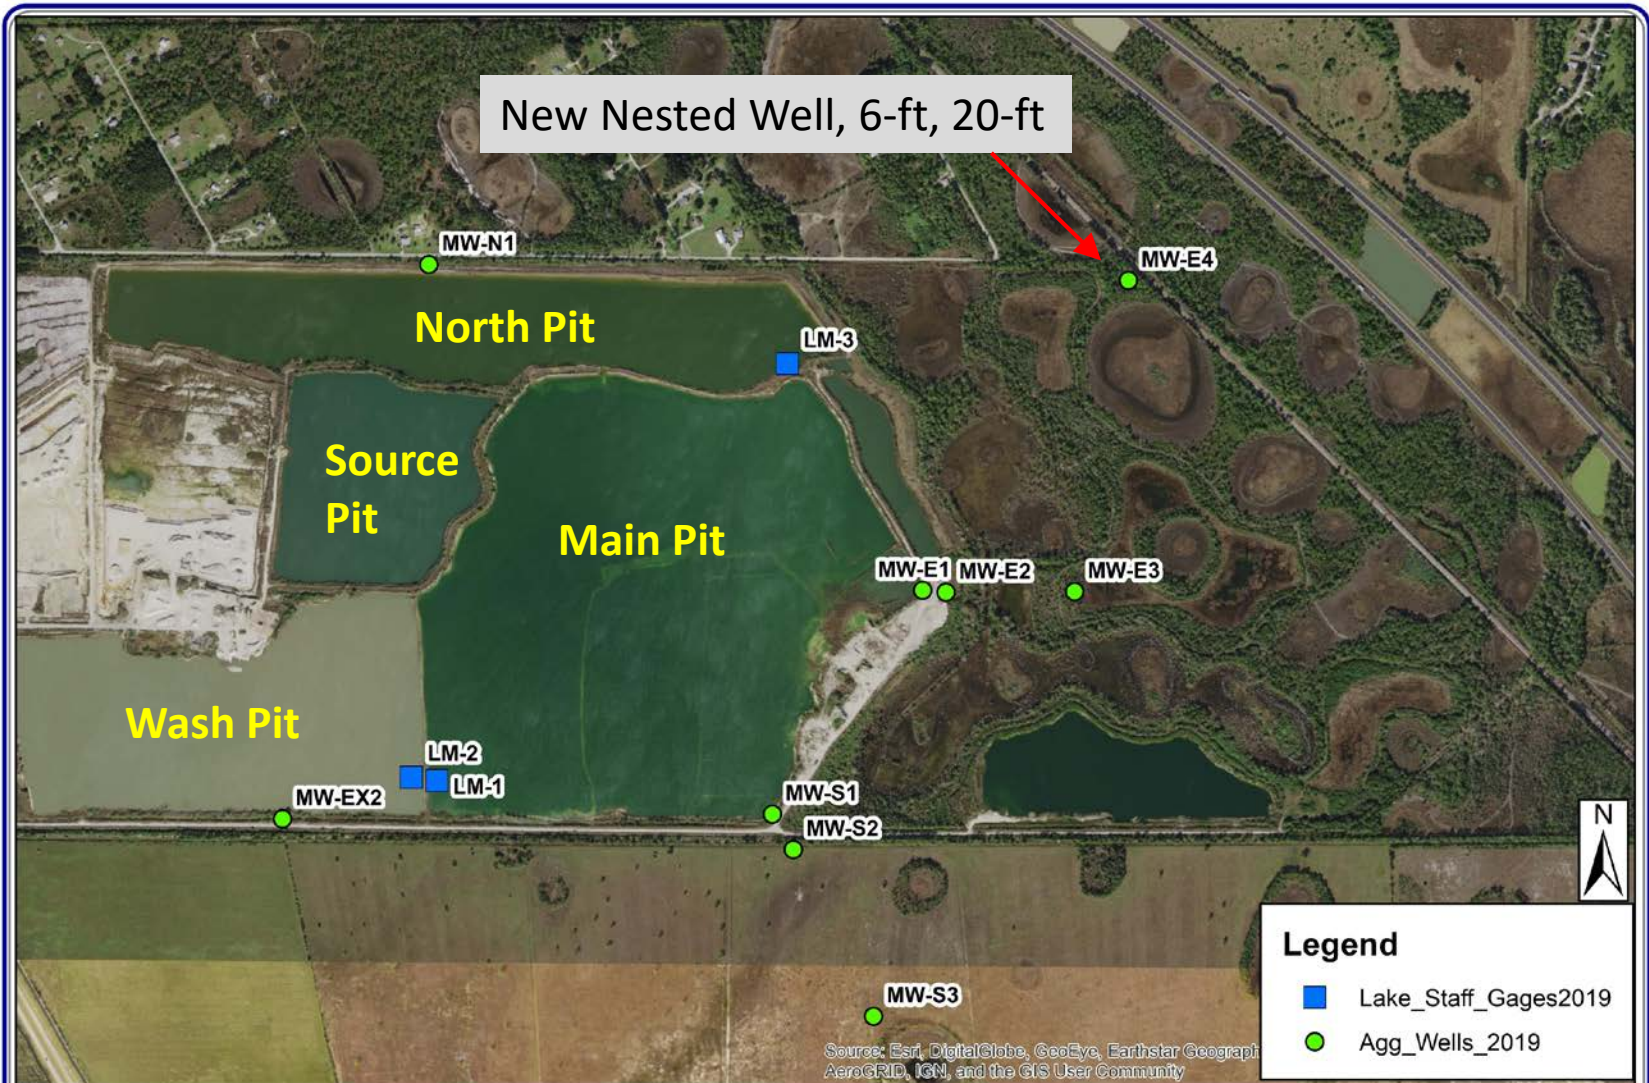 New Nested Well, 6-ft, 20-ft
MW-N1
MW-E4
North Pit
LM-3
Source
Pit
Main Pit
MW-E1
MW-E2
MW-E3
Wash Pit
LM-2
LM-1
MW-EX2
MW-S1
MW-S2
N
Legend
Lake_Staff_Gages2019
Agg_Wells_2019
MW-S3
Source: Esri, DigitalGlobe, GeoEye, Earthstar Geograph
AeroGRID, IGN, and the GIS User Community